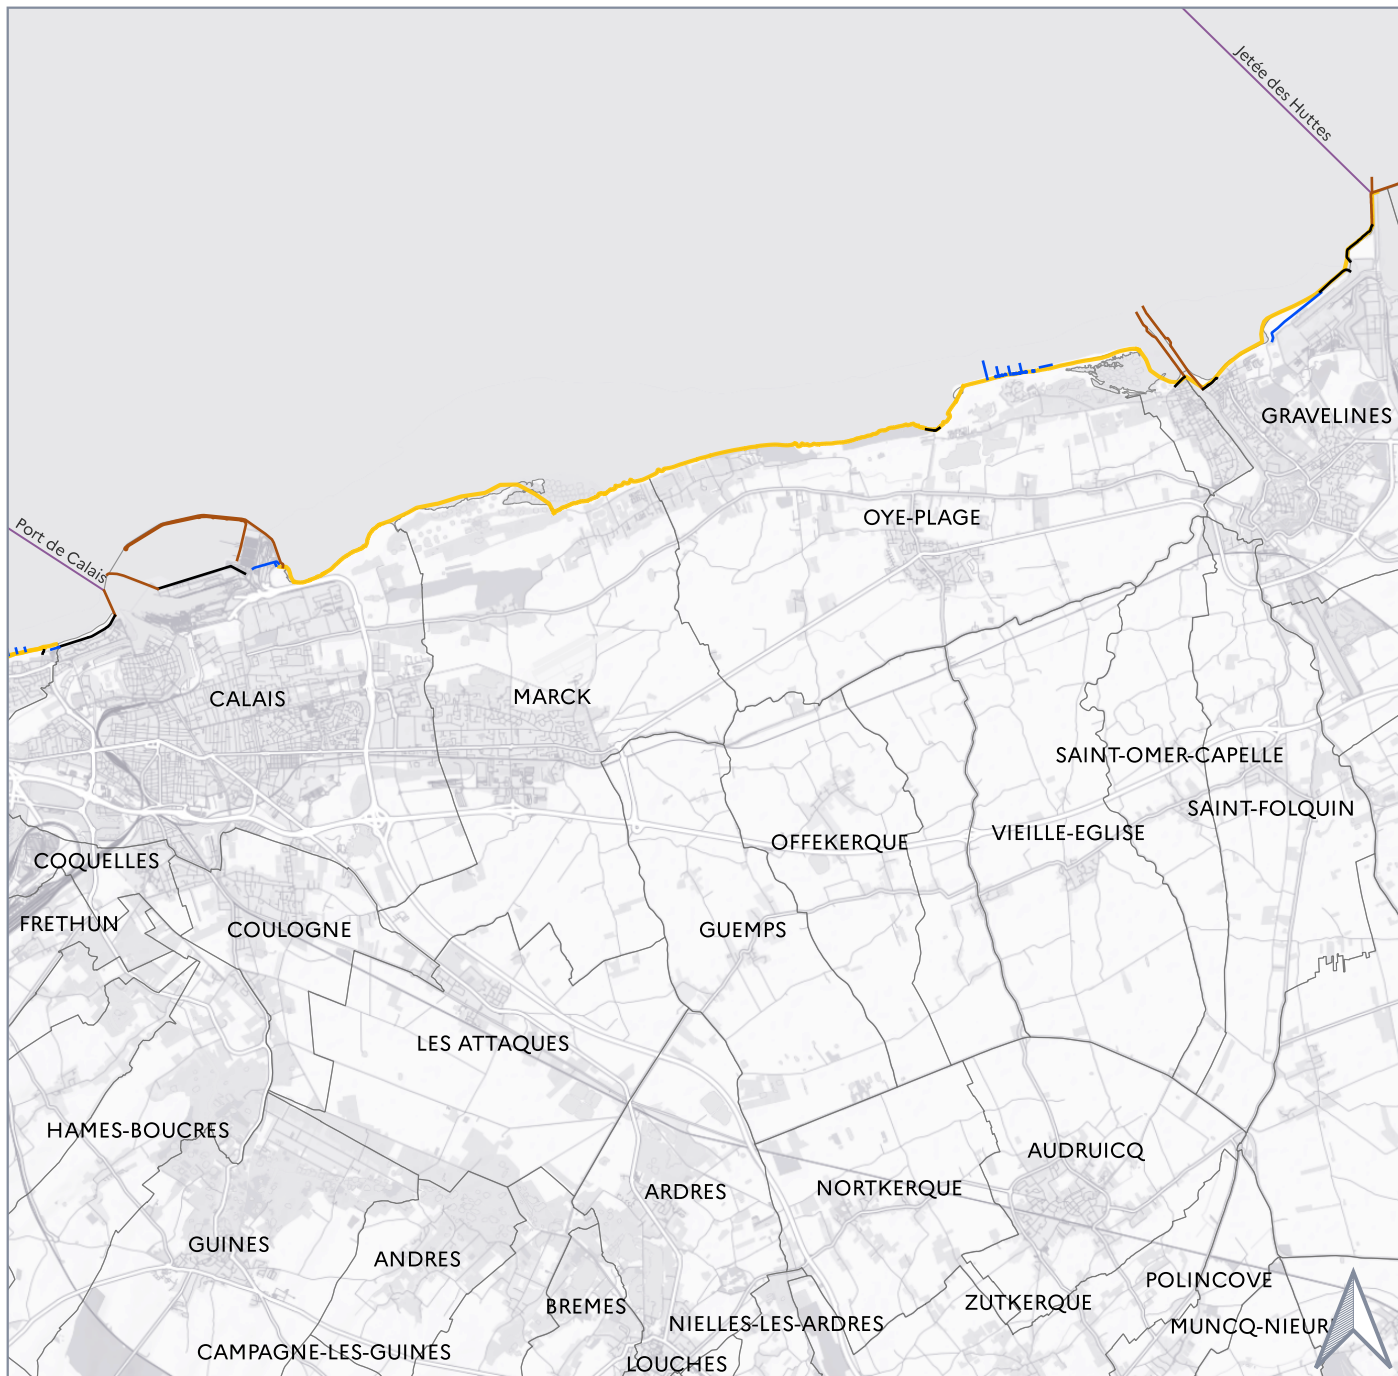 Jetée des Huttes
GRAVELINES
OYE-PLAGE
Port de Calais
CALAIS
MARCK
SAINT-OMER-CAPELLE
SAINT-FOLQUIN
VIEILLE-EGLISE
OFFEKERQUE
COQUELLES
FRETHUN
COULOGNE
GUEMPS
LES ATTAQUES
HAMES-BOUCRES
AUDRUICQ
ARDRES
NORTKERQUE
GUINES
ANDRES
POLINCOVE
ZUTKERQUE
BREMES
NIELLES-LES-ARDRES
MUNCQ-NIEUR
CAMPAGNE-LES-GUINES
LOUCHES